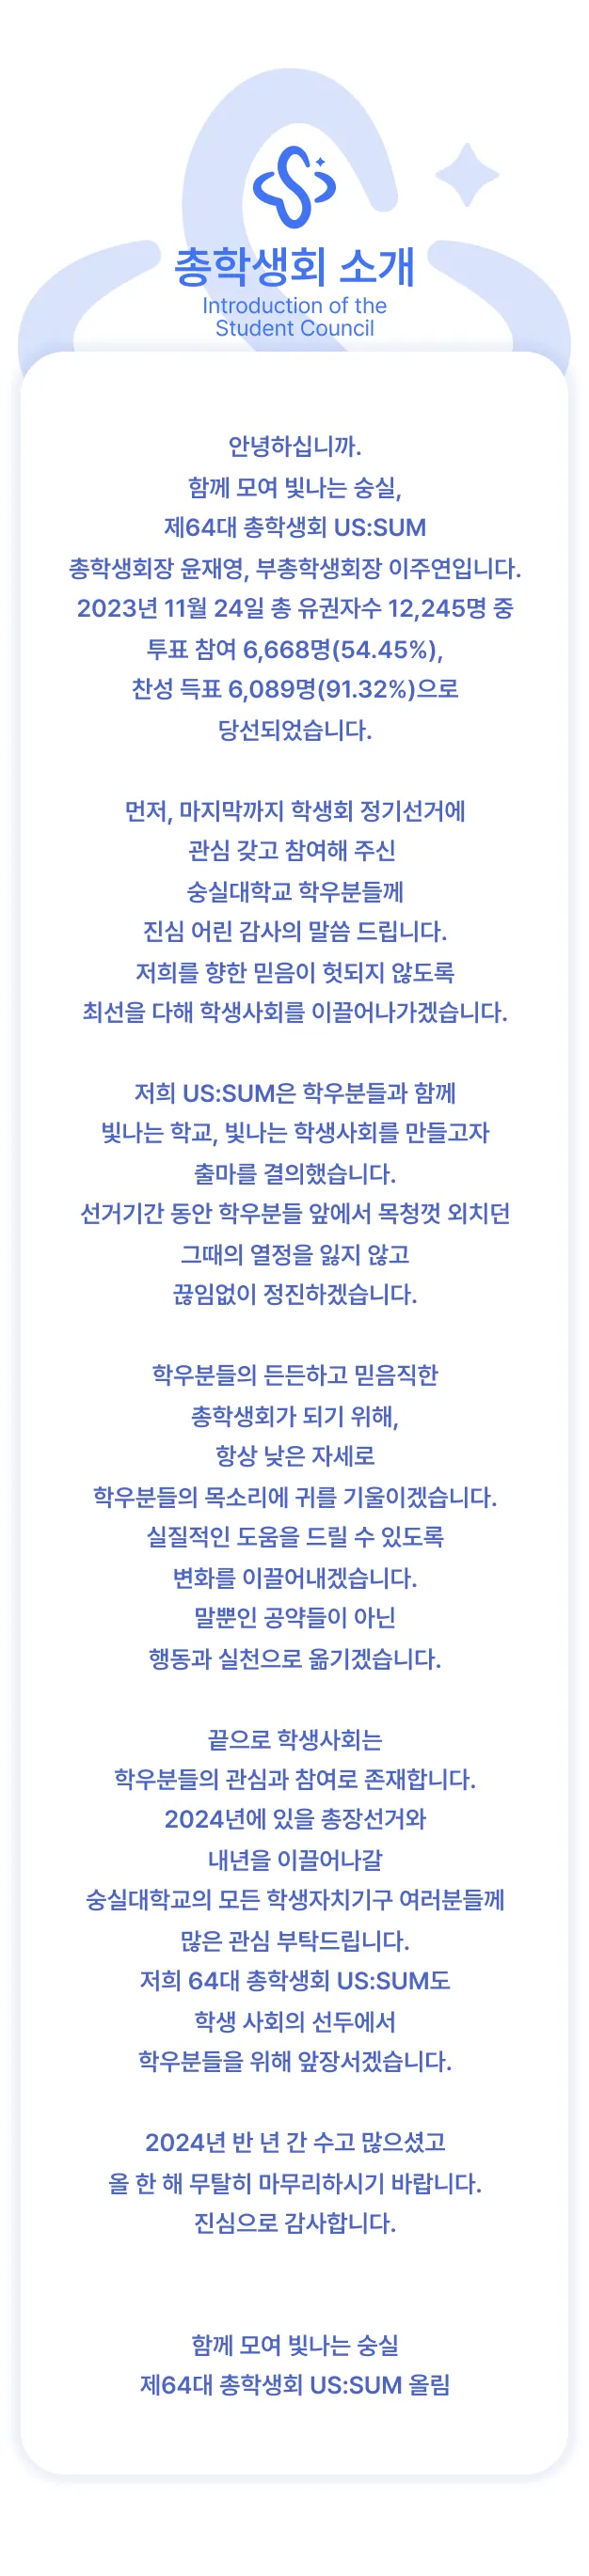 총학생회 소개
Introduction of the
Student Council
안녕하십니까.
함께 모여 빛나는 숭실,
제64대 총학생회 US:SUM
총학생회장 윤재영, 부총학생회장 이주연입니다.
2023년 11월 24일 총 유권자수 12,245명 중
투표 참여 6,668명(54.45%),
찬성 득표 6,089명(91.32%)으로
당선되었습니다.
먼저, 마지막까지 학생회 정기선거에
관심 갖고 참여해 주신
숭실대학교 학우분들께
진심 어린 감사의 말씀 드립니다.
저희를 향한 믿음이 헛되지 않도록
최선을 다해 학생사회를 이끌어나가겠습니다.
저희 US:SUM은 학우분들과 함께
빛나는 학교, 빛나는 학생사회를 만들고자
출마를 결의했습니다.
선거기간 동안 학우분들 앞에서 목청껏 외치던
그때의 열정을 잃지 않고
끊임없이 정진하겠습니다.
학우분들의 든든하고 믿음직한
총학생회가 되기 위해,
항상 낮은 자세로
학우분들의 목소리에 귀를 기울이겠습니다.
실질적인 도움을 드릴 수 있도록
변화를 이끌어내겠습니다.
말뿐인 공약들이 아닌
행동과 실천으로 옮기겠습니다.
끝으로 학생사회는
학우분들의 관심과 참여로 존재합니다.
2024년에 있을 총장선거와
내년을 이끌어나갈
숭실대학교의 모든 학생자치기구 여러분들께
많은 관심 부탁드립니다.
저희 64대 총학생회 US:SUM도
학생 사회의 선두에서
학우분들을 위해 앞장서겠습니다.
2024년 반 년 간 수고 많으셨고
올 한 해 무탈히 마무리하시기 바랍니다.
진심으로 감사합니다.
함께 모여 빛나는 숭실
제64대 총학생회 US:SUM 올림